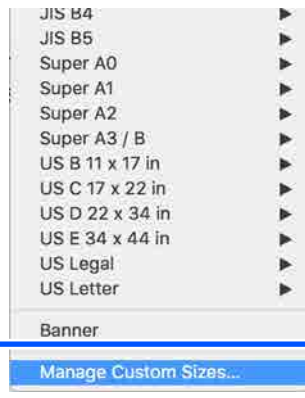 JIS B4
JIS B5
Super A0
Super A1
Super A2
Super A3 / B
US B 11 x 17 in
US C 17 x 22 in
US D 22 x 34 in
US E 34 x 44 in
US Legal
US Letter
Banner
Manage Custom Sizes...